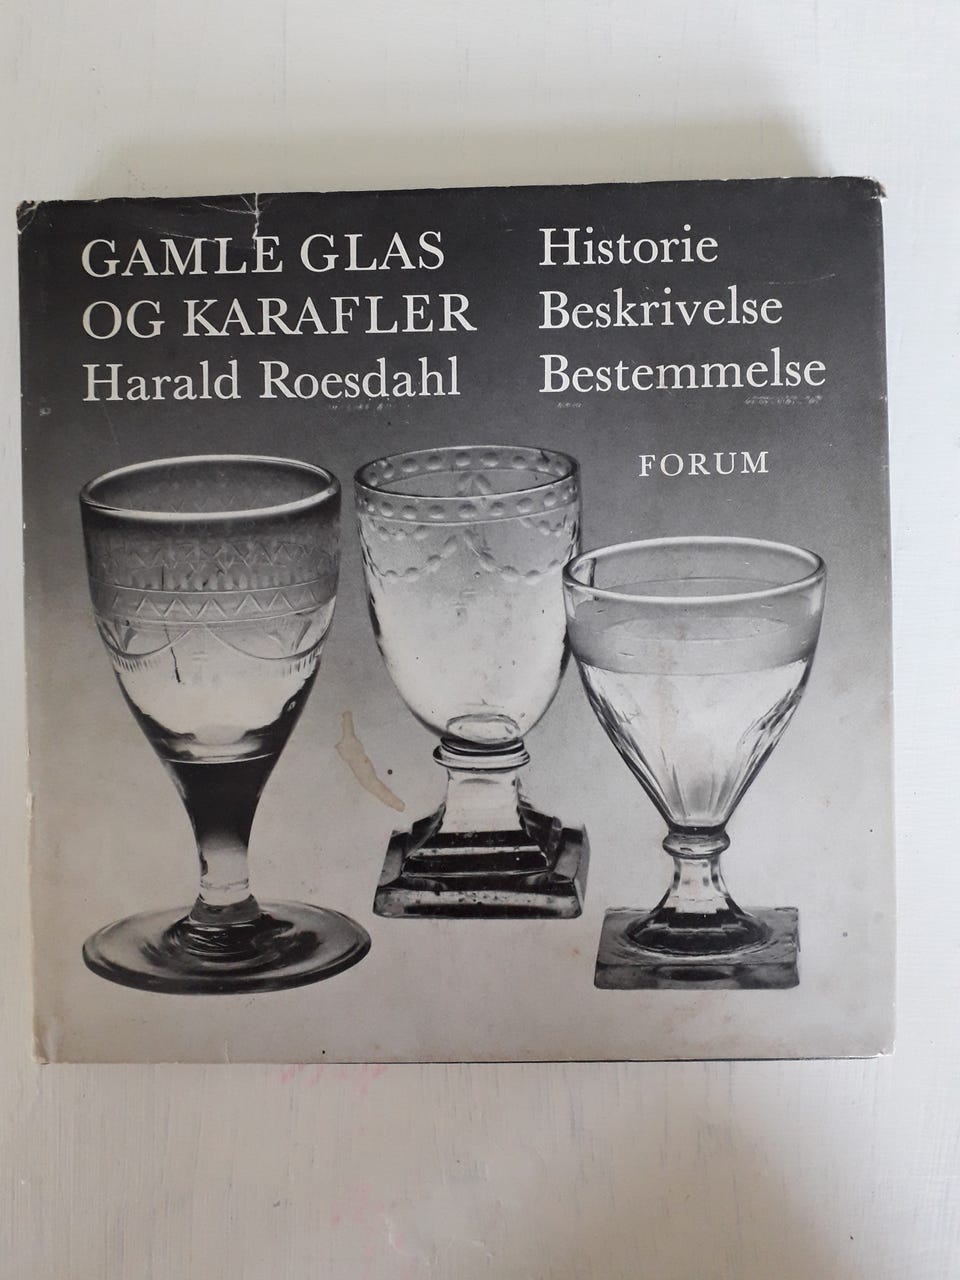 GAMLE GLAS
OG KARAFLER
Harald Roesdahl
Historie
Beskrivelse
Bestemmelse
FORUM